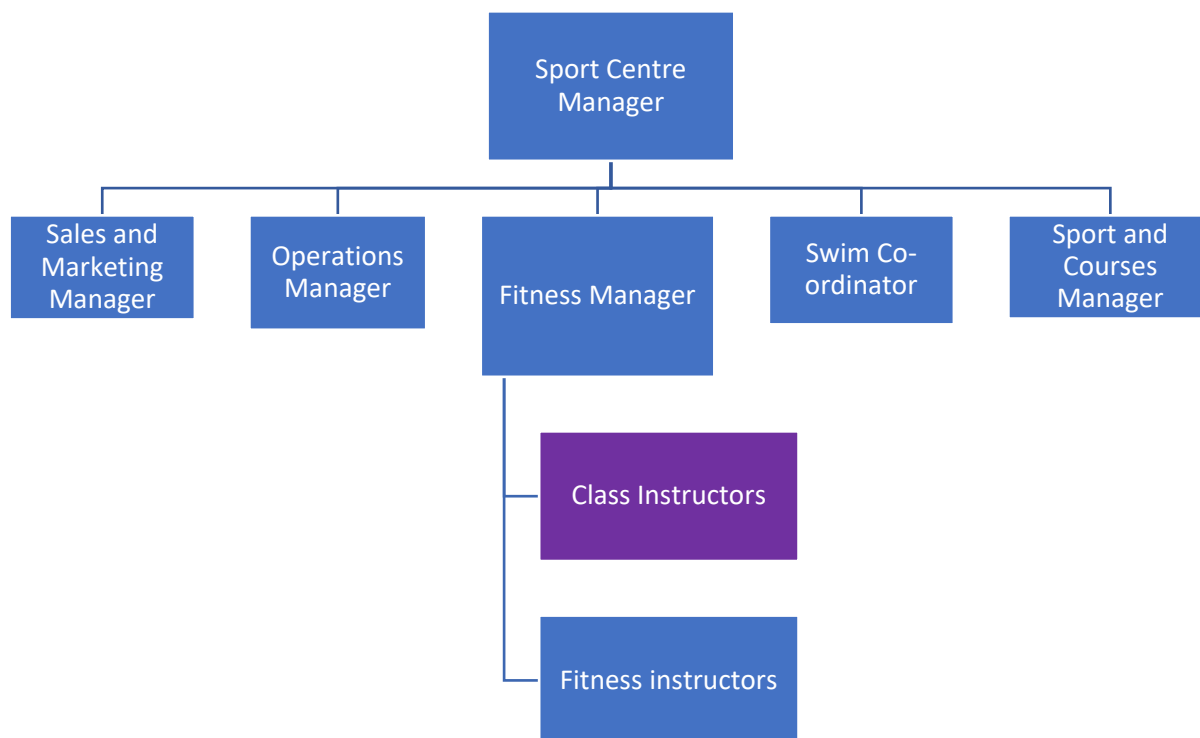 Sport Centre
Manager
Sales and
Marketing
Manager
Operations
Manager
Fitness Manager
Swim Co-
ordinator
Sport and
Courses
Manager
Class Instructors
Fitness instructors